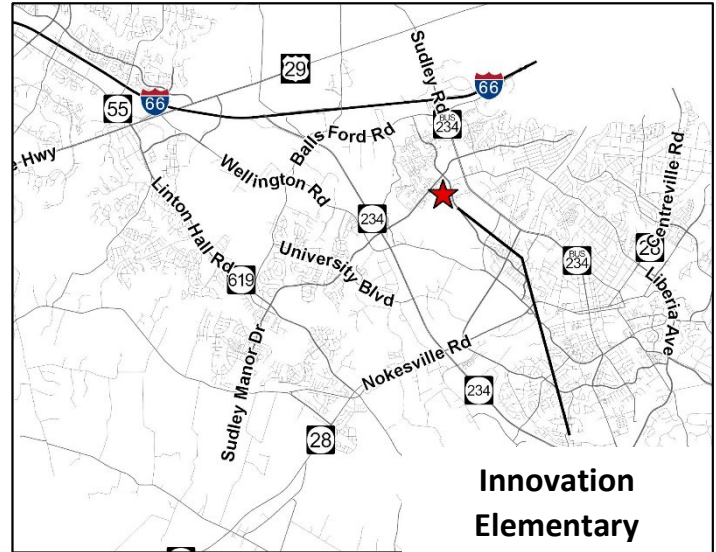 29
66
Sudley Rd
66
55
BUS
234
Balls Ford Rd
e Hwy
Wellington Rd
Centreville Rd
Linton Hall Rd
234
28
BUS
234
University Blvd
619
Liberia Ave
Sudley Manor Dr
Nokesville Rd
234
28
Innovation
Elementary